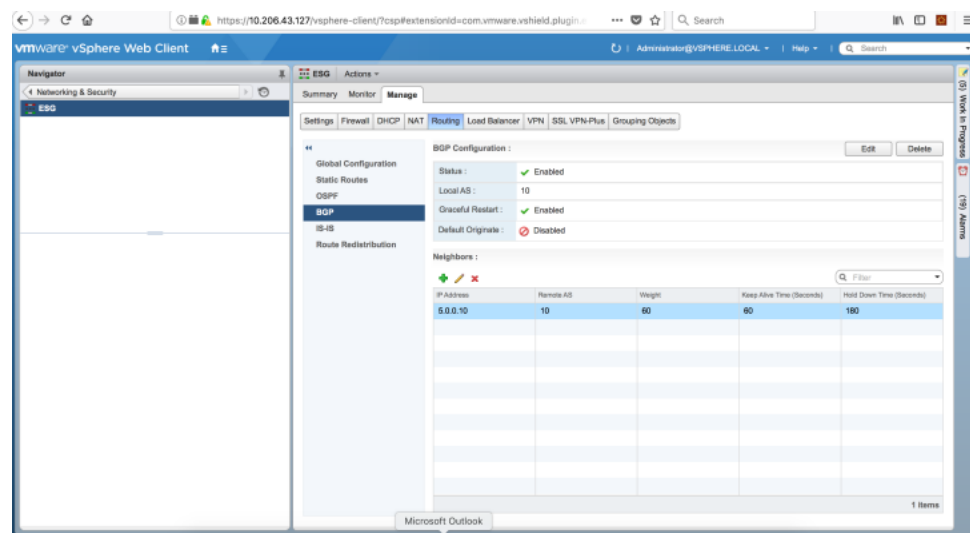 https://10.206.43.127/vsphere-client/?csp#extensionId=com.vmware.vshield.plugin.
Search
vmware® vSphere Web Client
Administrator@VSPHERE.LOCAL
Help
Search
Navigator
Networking & Security
ESG
ESG Actions
Summary Monitor Manage
Settings Firewall DHCP NAT Routing Load Balancer VPN SSL VPN-Plus Grouping Objects
Global Configuration
Static Routes
OSPF
BGP
IS-IS
Route Redistribution
BGP Configuration :
Edit Delete
Status : Enabled
Local AS : 10
Graceful Restart : Enabled
Default Originate : Disabled
Neighbors :
Filter
IP Address Remote AS Weight Keep Alive Time (Seconds) Hold Down Time (Seconds)
5.0.0.10 10 60 60 180
1 items
(5) Work In Progress
(19) Alarms
Microsoft Outlook